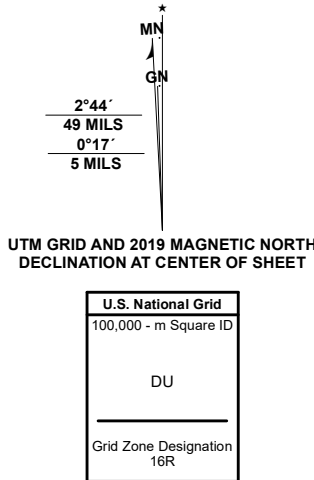 ★
MN
GN
2°44´
49 MILS
0°17´
5 MILS
UTM GRID AND 2019 MAGNETIC NORTH
DECLINATION AT CENTER OF SHEET
U.S. National Grid
100,000 - m Square ID
DU
Grid Zone Designation
16R